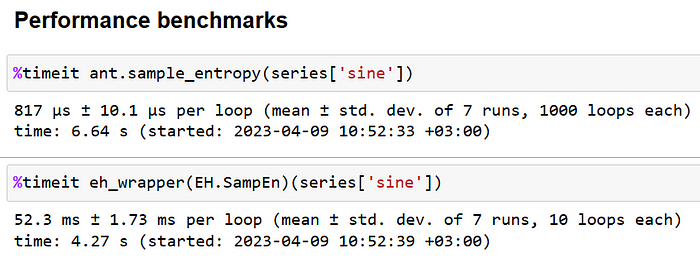 Performance benchmarks
%timeit ant.sample_entropy(series['sine'])
817 µs ± 10.1 µs per loop (mean ± std. dev. of 7 runs, 1000 loops each)
time: 6.64 s (started: 2023-04-09 10:52:33 +03:00)
%timeit eh_wrapper(EH.SampEn)(series['sine'])
52.3 ms ± 1.73 ms per loop (mean ± std. dev. of 7 runs, 10 loops each)
time: 4.27 s (started: 2023-04-09 10:52:39 +03:00)